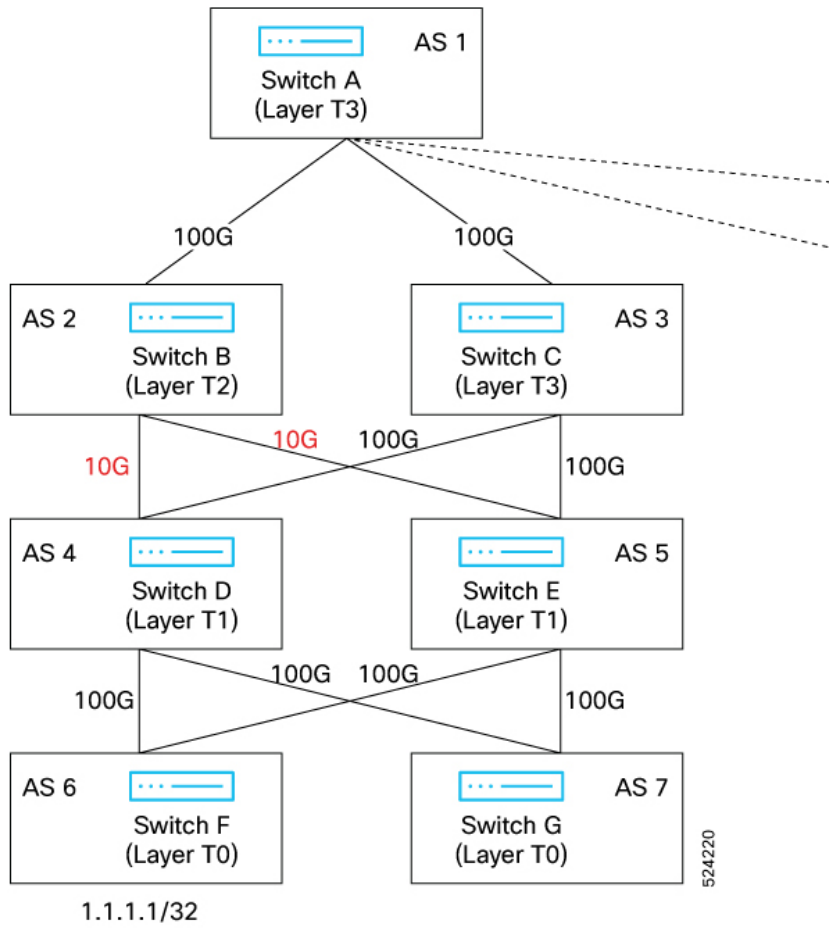 AS 1
Switch A
(Layer T3)
100G
100G
AS 2
Switch B
(Layer T2)
AS 3
Switch C
(Layer T3)
10G
10G
100G
100G
AS 4
Switch D
(Layer T1)
AS 5
Switch E
(Layer T1)
100G
100G
100G
100G
AS 6
Switch F
(Layer T0)
AS 7
Switch G
(Layer T0)
524220
1.1.1.1/32